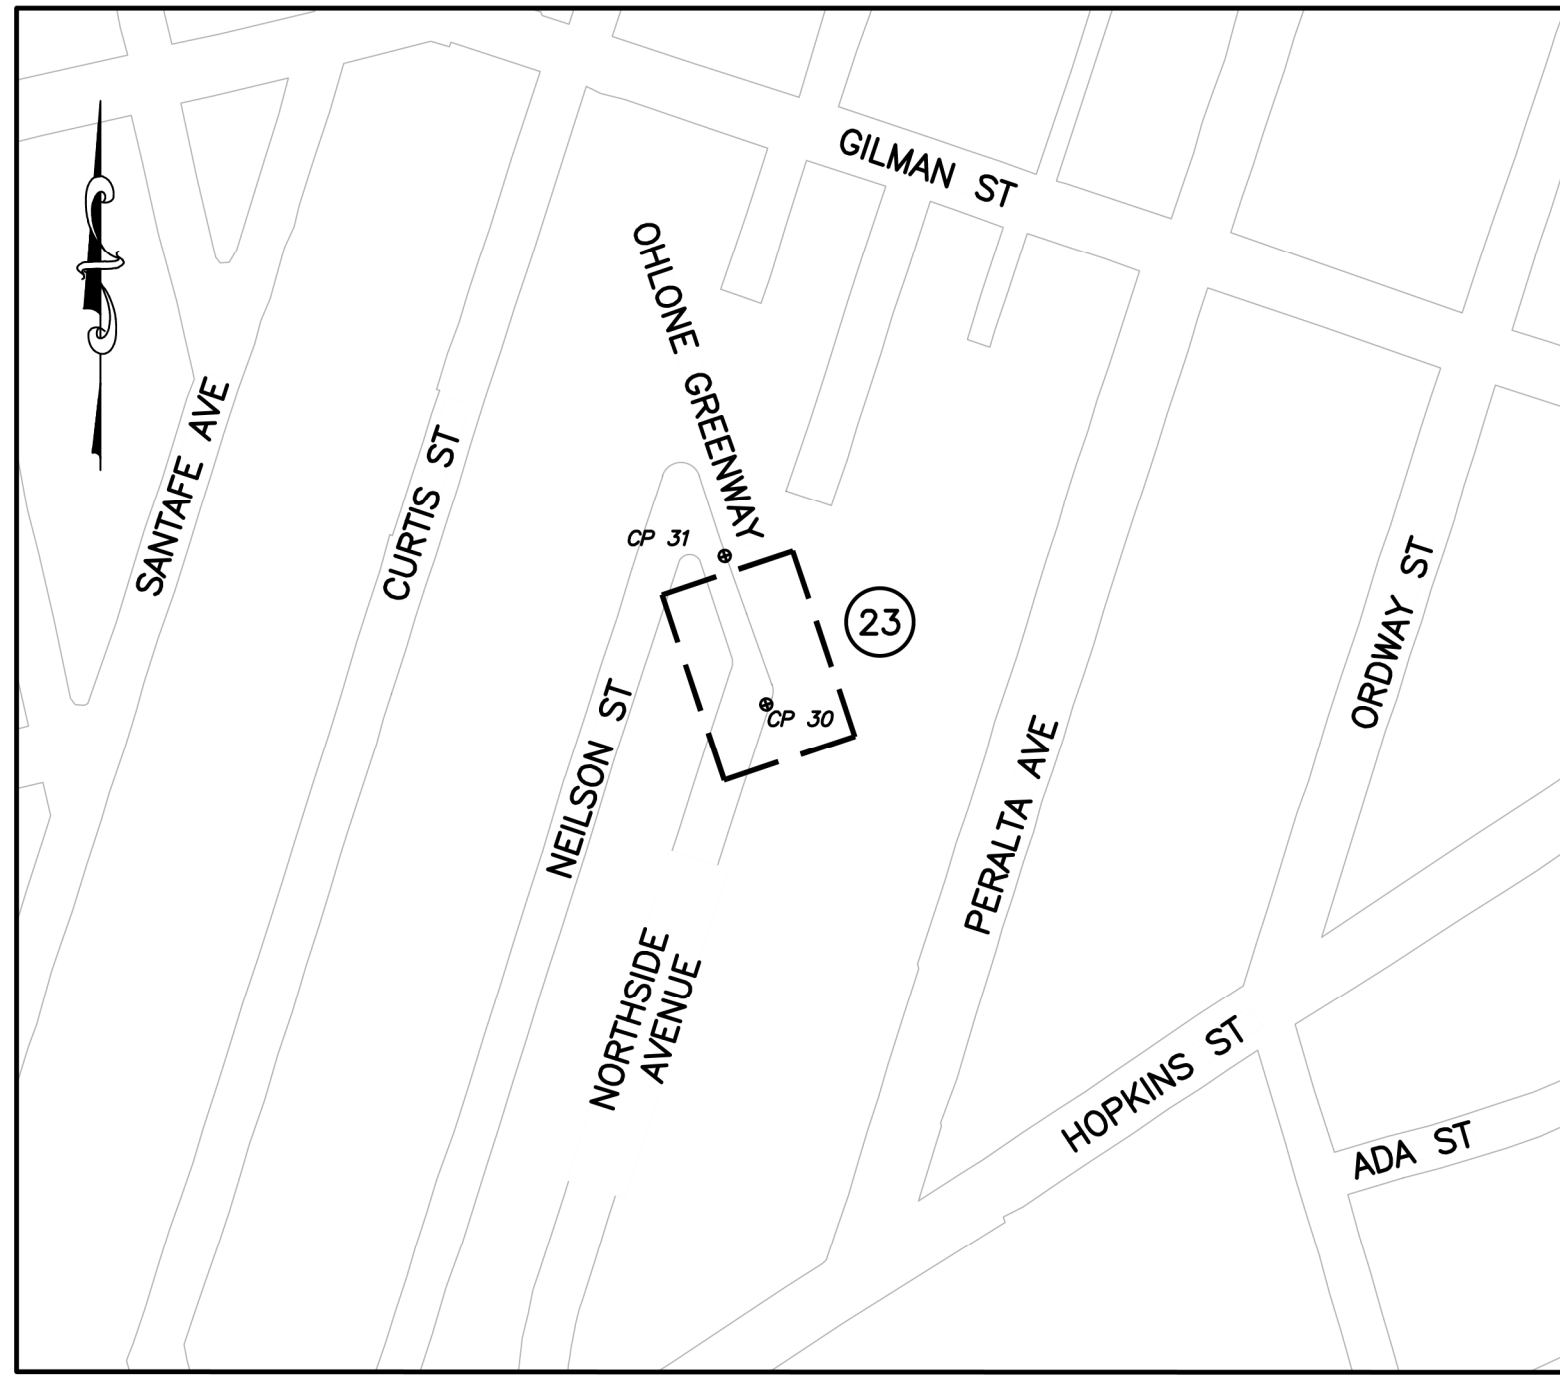 GILMAN ST
OHLONE GREENWAY
SANTAFE AVE
CURTIS ST
CP 31
23
ORDWAY ST
NEILSON ST
CP 30
PERALTA AVE
NORTHSIDE
AVENUE
HOPKINS ST
ADA ST